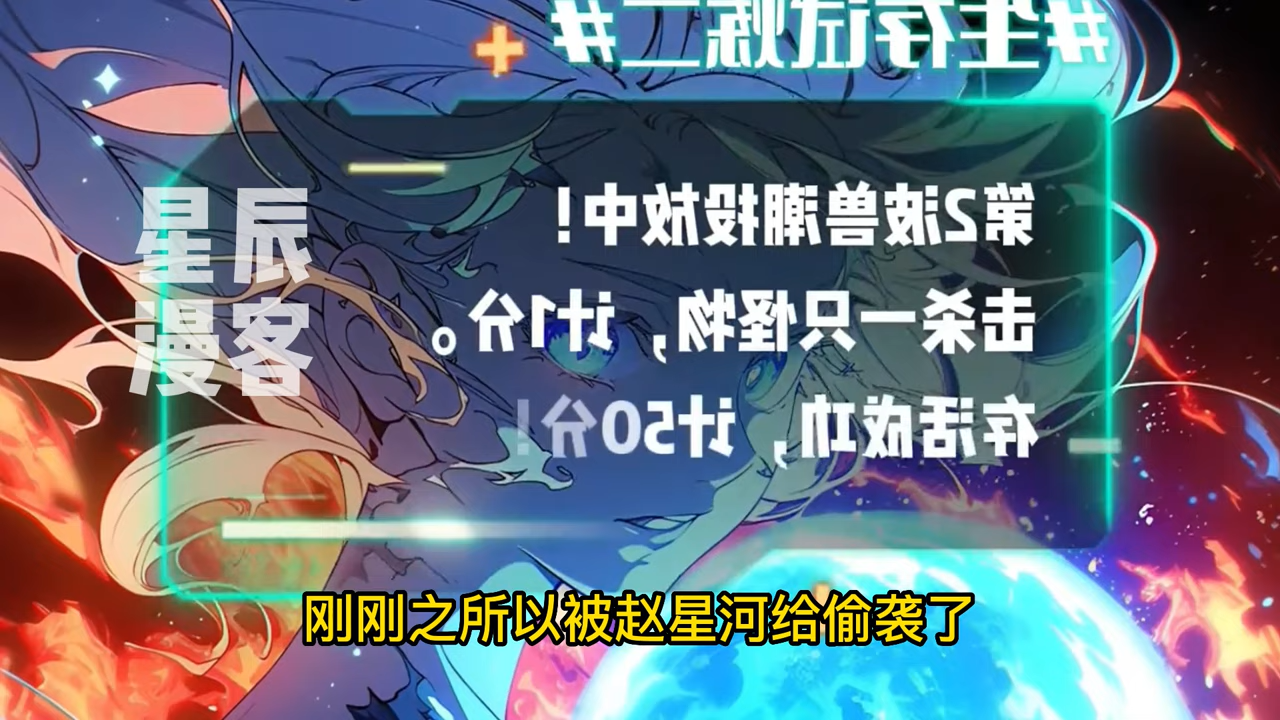 #生存试炼二#
第2波兽潮投放中！
击杀一只怪物，计1分。
存活成功，计50分！
星辰
漫客
刚刚之所以被赵星河给偷袭了